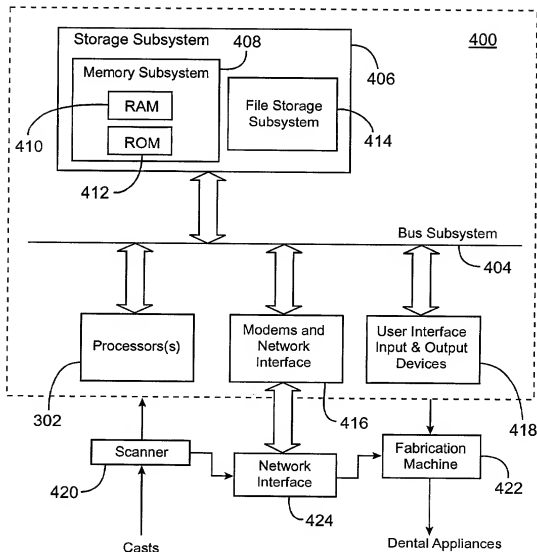 Storage Subsystem
408
400
Memory Subsystem
406
RAM
File Storage
Subsystem
410
414
ROM
412
Bus Subsystem
404
Processors(s)
Modems and
Network
Interface
User Interface
Input & Output
Devices
302
416
418
Scanner
Network
Interface
Fabrication
Machine
420
422
424
Casts
Dental Appliances